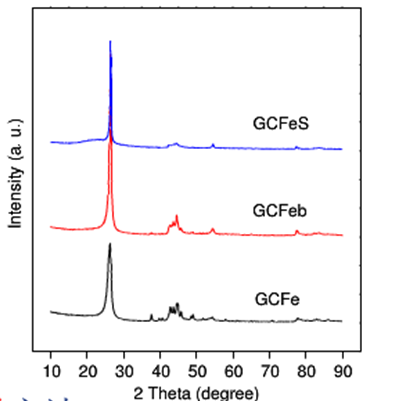 GCFeS
GCFeb
GCFe
Intensity (a. u.)
10 20 30 40 50 60 70 80 90
2 Theta (degree)